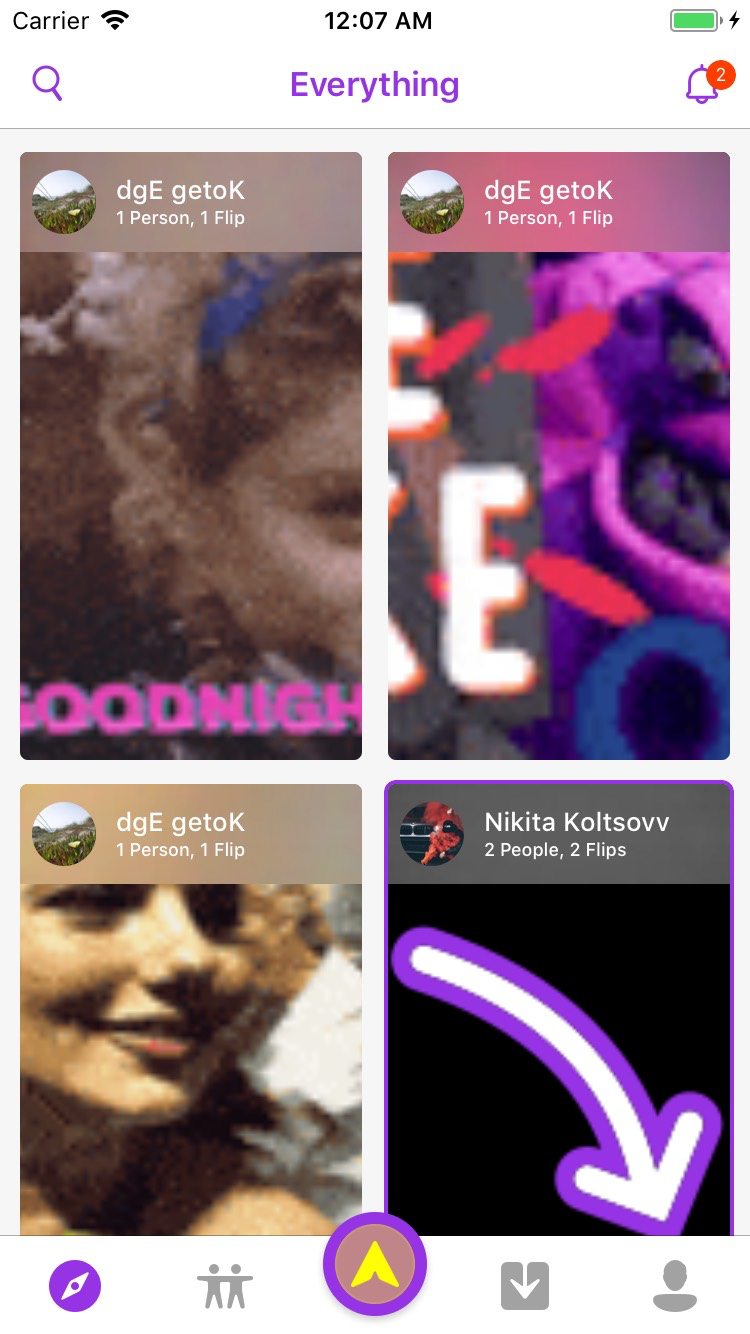 Carrier 12:07 AM
Everything
2
dgE getoK
1 Person, 1 Flip
dgE getoK
1 Person, 1 Flip
GOODNIGH
E
E
dgE getoK
1 Person, 1 Flip
Nikita Koltsovv
2 People, 2 Flips